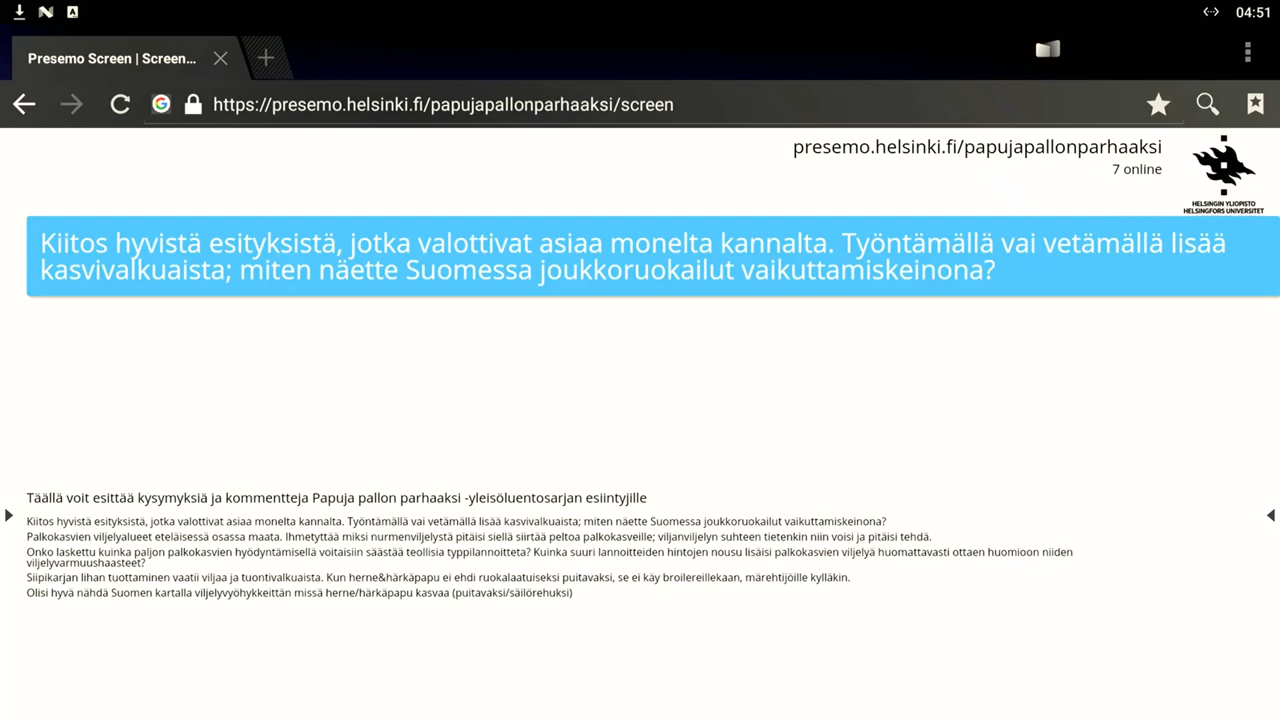 04:51
Presemo Screen | Screen...
https://presemo.helsinki.fi/papujapallonparhaaksi/screen
presemo.helsinki.fi/papujapallonparhaaksi
7 online
HELSINGIN YLIOPISTO
HELSINGFORS UNIVERSITET
Kiitos hyvistä esityksistä, jotka valottivat asiaa monelta kannalta. Työntämällä vai vetämällä lisää
kasvivalkuaista; miten näette Suomessa joukkoruokailut vaikuttamiskeinona?
Täällä voit esittää kysymyksiä ja kommentteja Papuja pallon parhaaksi -yleisöluentosarjan esiintyjille
Kiitos hyvistä esityksistä, jotka valottivat asiaa monelta kannalta. Työntämällä vai vetämällä lisää kasvivalkuaista; miten näette Suomessa joukkoruokailut vaikuttamiskeinona?
Palkokasvien viljelyalueet eteläisessä osassa maata. Ihmetyttää miksi nurmenviljelystä pitäisi siellä siirtää peltoa palkokasveille; viljanviljelyn suhteen tietenkin niin voisi ja pitäisi tehdä.
Onko laskettu kuinka paljon palkokasvien hyödyntämisellä voitaisiin säästää teollisia typpilannoitteta? Kuinka suuri lannoitteiden hintojen nousu lisäisi palkokasvien viljelyä huomattavasti ottaen huomioon niiden
viljelyvarmuushaasteet?
Siipikarjan lihan tuottaminen vaatii viljaa ja tuontivalkuaista. Kun herne&härkäpapu ei ehdi ruokalaatuiseksi puitavaksi, se ei käy broilereillekaan, märehtijöille kylläkin.
Olisi hyvä nähdä Suomen kartalla viljelyvyöhykkeittän missä herne/härkäpapu kasvaa (puitavaksi/säilörehuksi)